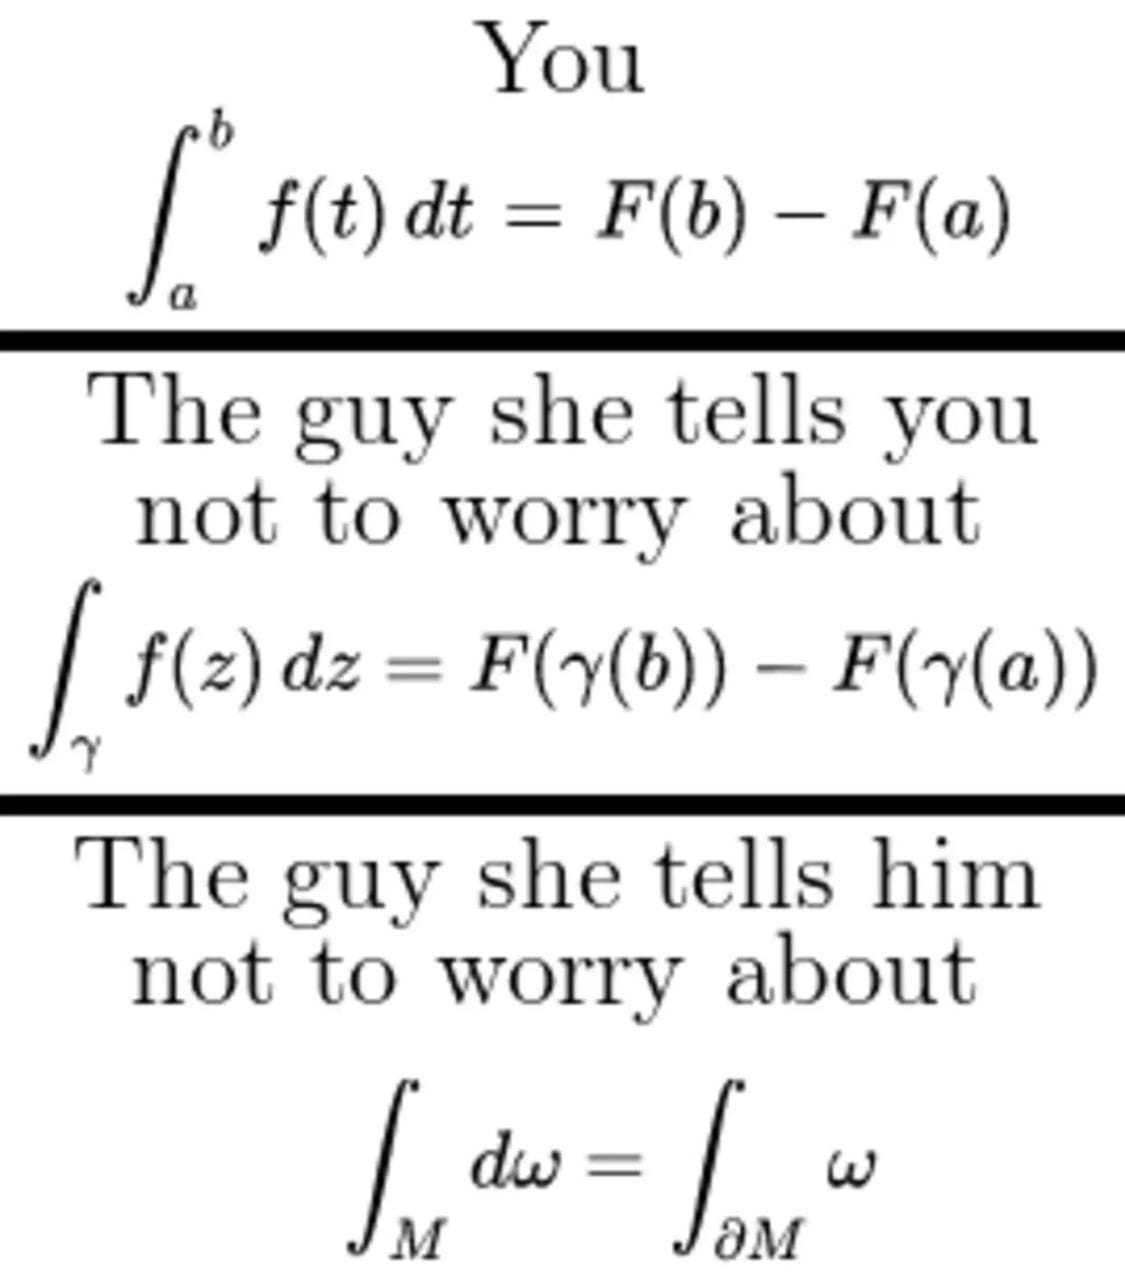 You
∫_a^b f(t) dt = F(b) − F(a)
The guy she tells you
not to worry about
∫_γ f(z) dz = F(γ(b)) − F(γ(a))
The guy she tells him
not to worry about
∫_M dω = ∫_∂M ω